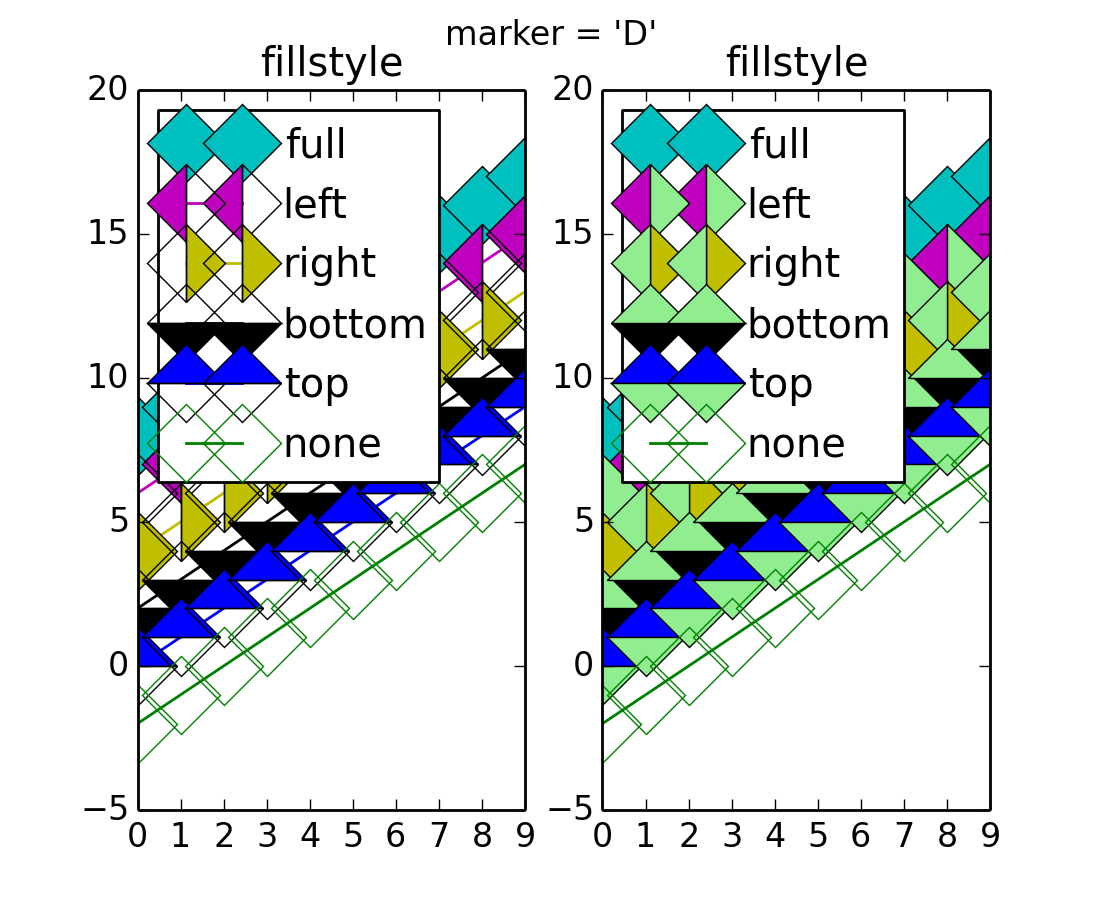 marker = 'D'
fillstyle
20
15
10
5
0
−5
full
left
right
bottom
top
none
0 1 2 3 4 5 6 7 8 9
fillstyle
20
15
10
5
0
−5
full
left
right
bottom
top
none
0 1 2 3 4 5 6 7 8 9